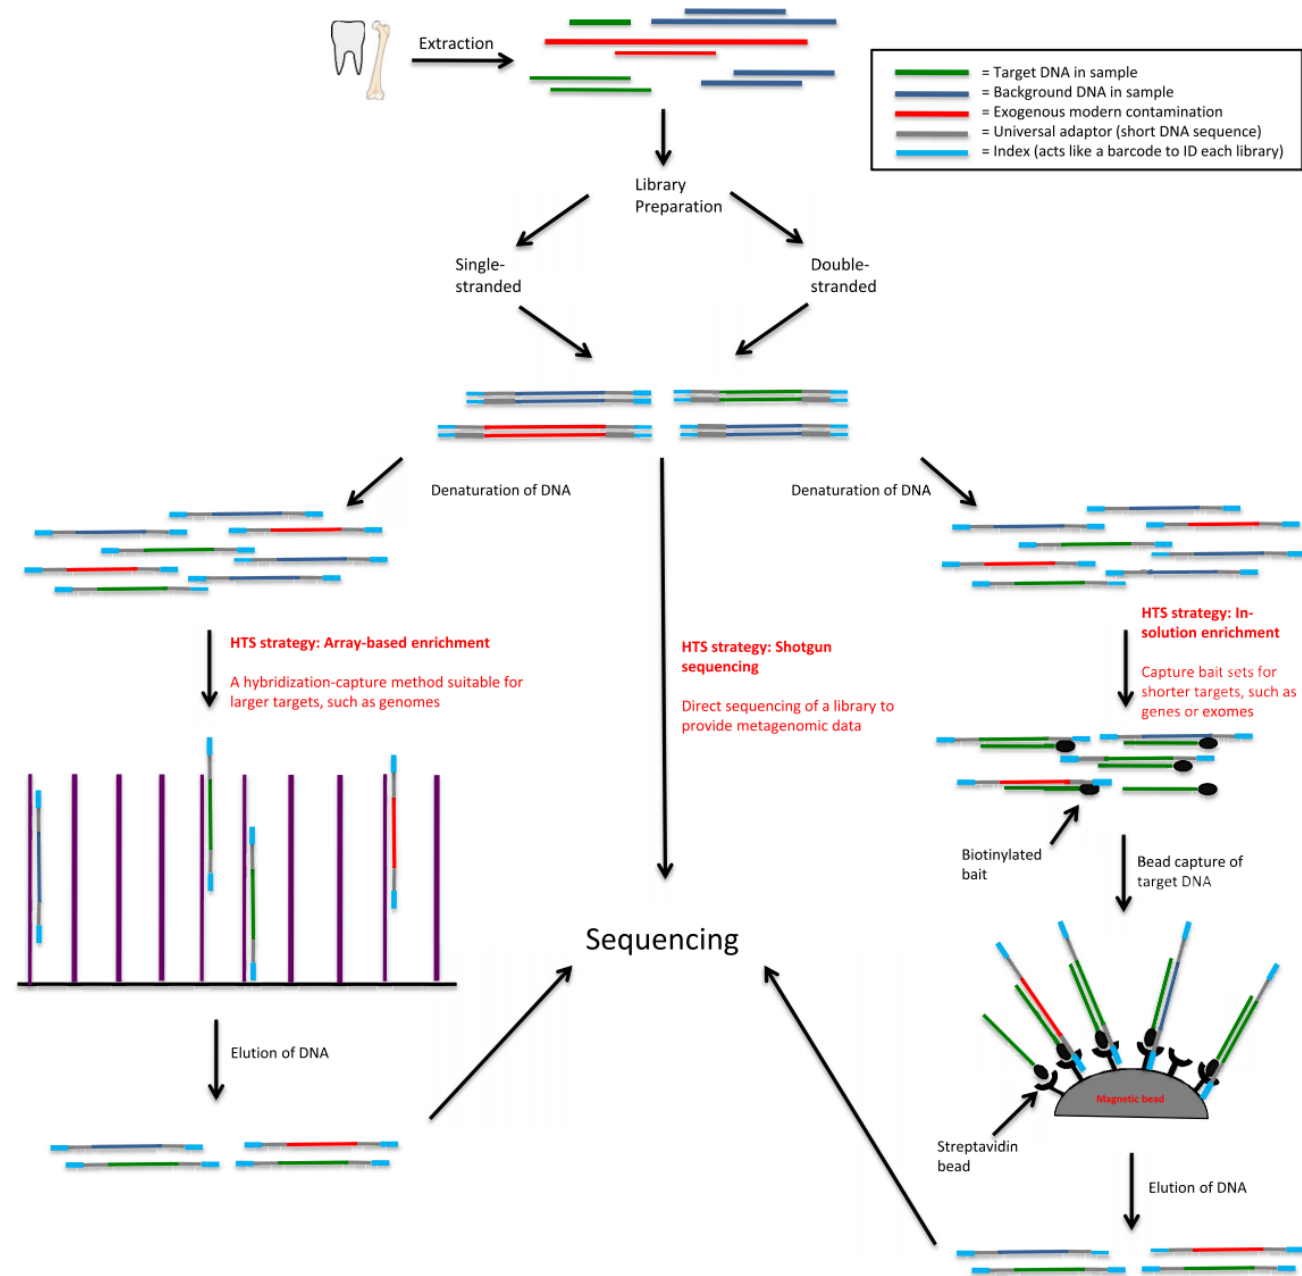 Extraction
= Target DNA in sample
= Background DNA in sample
= Exogenous modern contamination
= Universal adaptor (short DNA sequence)
= Index (acts like a barcode to ID each library)
Library
Preparation
Single-
stranded
Double-
stranded
Denaturation of DNA
Denaturation of DNA
HTS strategy: Array-based enrichment
A hybridization-capture method suitable for
larger targets, such as genomes
HTS strategy: Shotgun
sequencing
Direct sequencing of a library to
provide metagenomic data
HTS strategy: In-
solution enrichment
Capture bait sets for
shorter targets, such as
genes or exomes
Biotinylated
bait
Bead capture of
target DNA
Sequencing
Elution of DNA
Magnetic bead
Streptavidin
bead
Elution of DNA